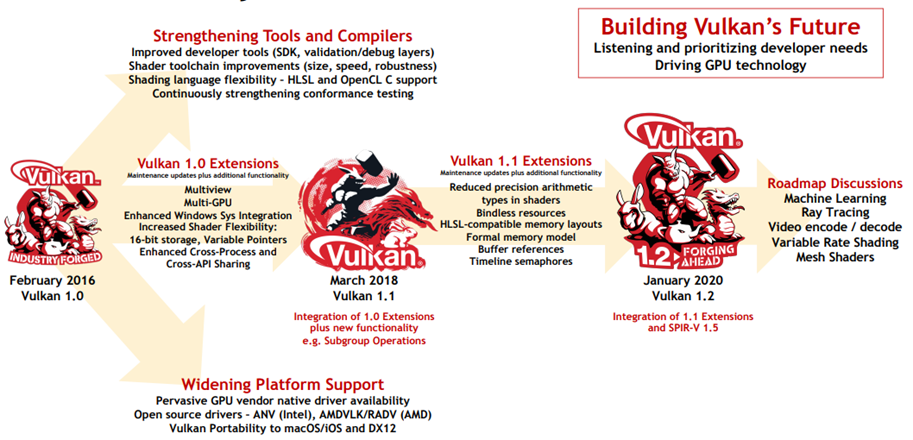 Strengthening Tools and Compilers
Improved developer tools (SDK, validation/debug layers)
Shader toolchain improvements (size, speed, robustness)
Shading language flexibility – HLSL and OpenCL C support
Continuously strengthening conformance testing
Building Vulkan's Future
Listening and prioritizing developer needs
Driving GPU technology
Vulkan
INDUSTRY FORGED
February 2016
Vulkan 1.0
Vulkan 1.0 Extensions
Maintenance updates plus additional functionality
Multiview
Multi-GPU
Enhanced Windows Sys Integration
Increased Shader Flexibility:
16-bit storage, Variable Pointers
Enhanced Cross-Process and
Cross-API Sharing
Vulkan
March 2018
Vulkan 1.1
Integration of 1.0 Extensions
plus new functionality
e.g. Subgroup Operations
Vulkan 1.1 Extensions
Maintenance updates plus additional functionality
Reduced precision arithmetic
types in shaders
Bindless resources
HLSL-compatible memory layouts
Formal memory model
Buffer references
Timeline semaphores
Vulkan
1.2 FORGING
AHEAD
January 2020
Vulkan 1.2
Integration of 1.1 Extensions
and SPIR-V 1.5
Roadmap Discussions
Machine Learning
Ray Tracing
Video encode / decode
Variable Rate Shading
Mesh Shaders
Widening Platform Support
Pervasive GPU vendor native driver availability
Open source drivers – ANV (Intel), AMDVLK/RADV (AMD)
Vulkan Portability to macOS/iOS and DX12